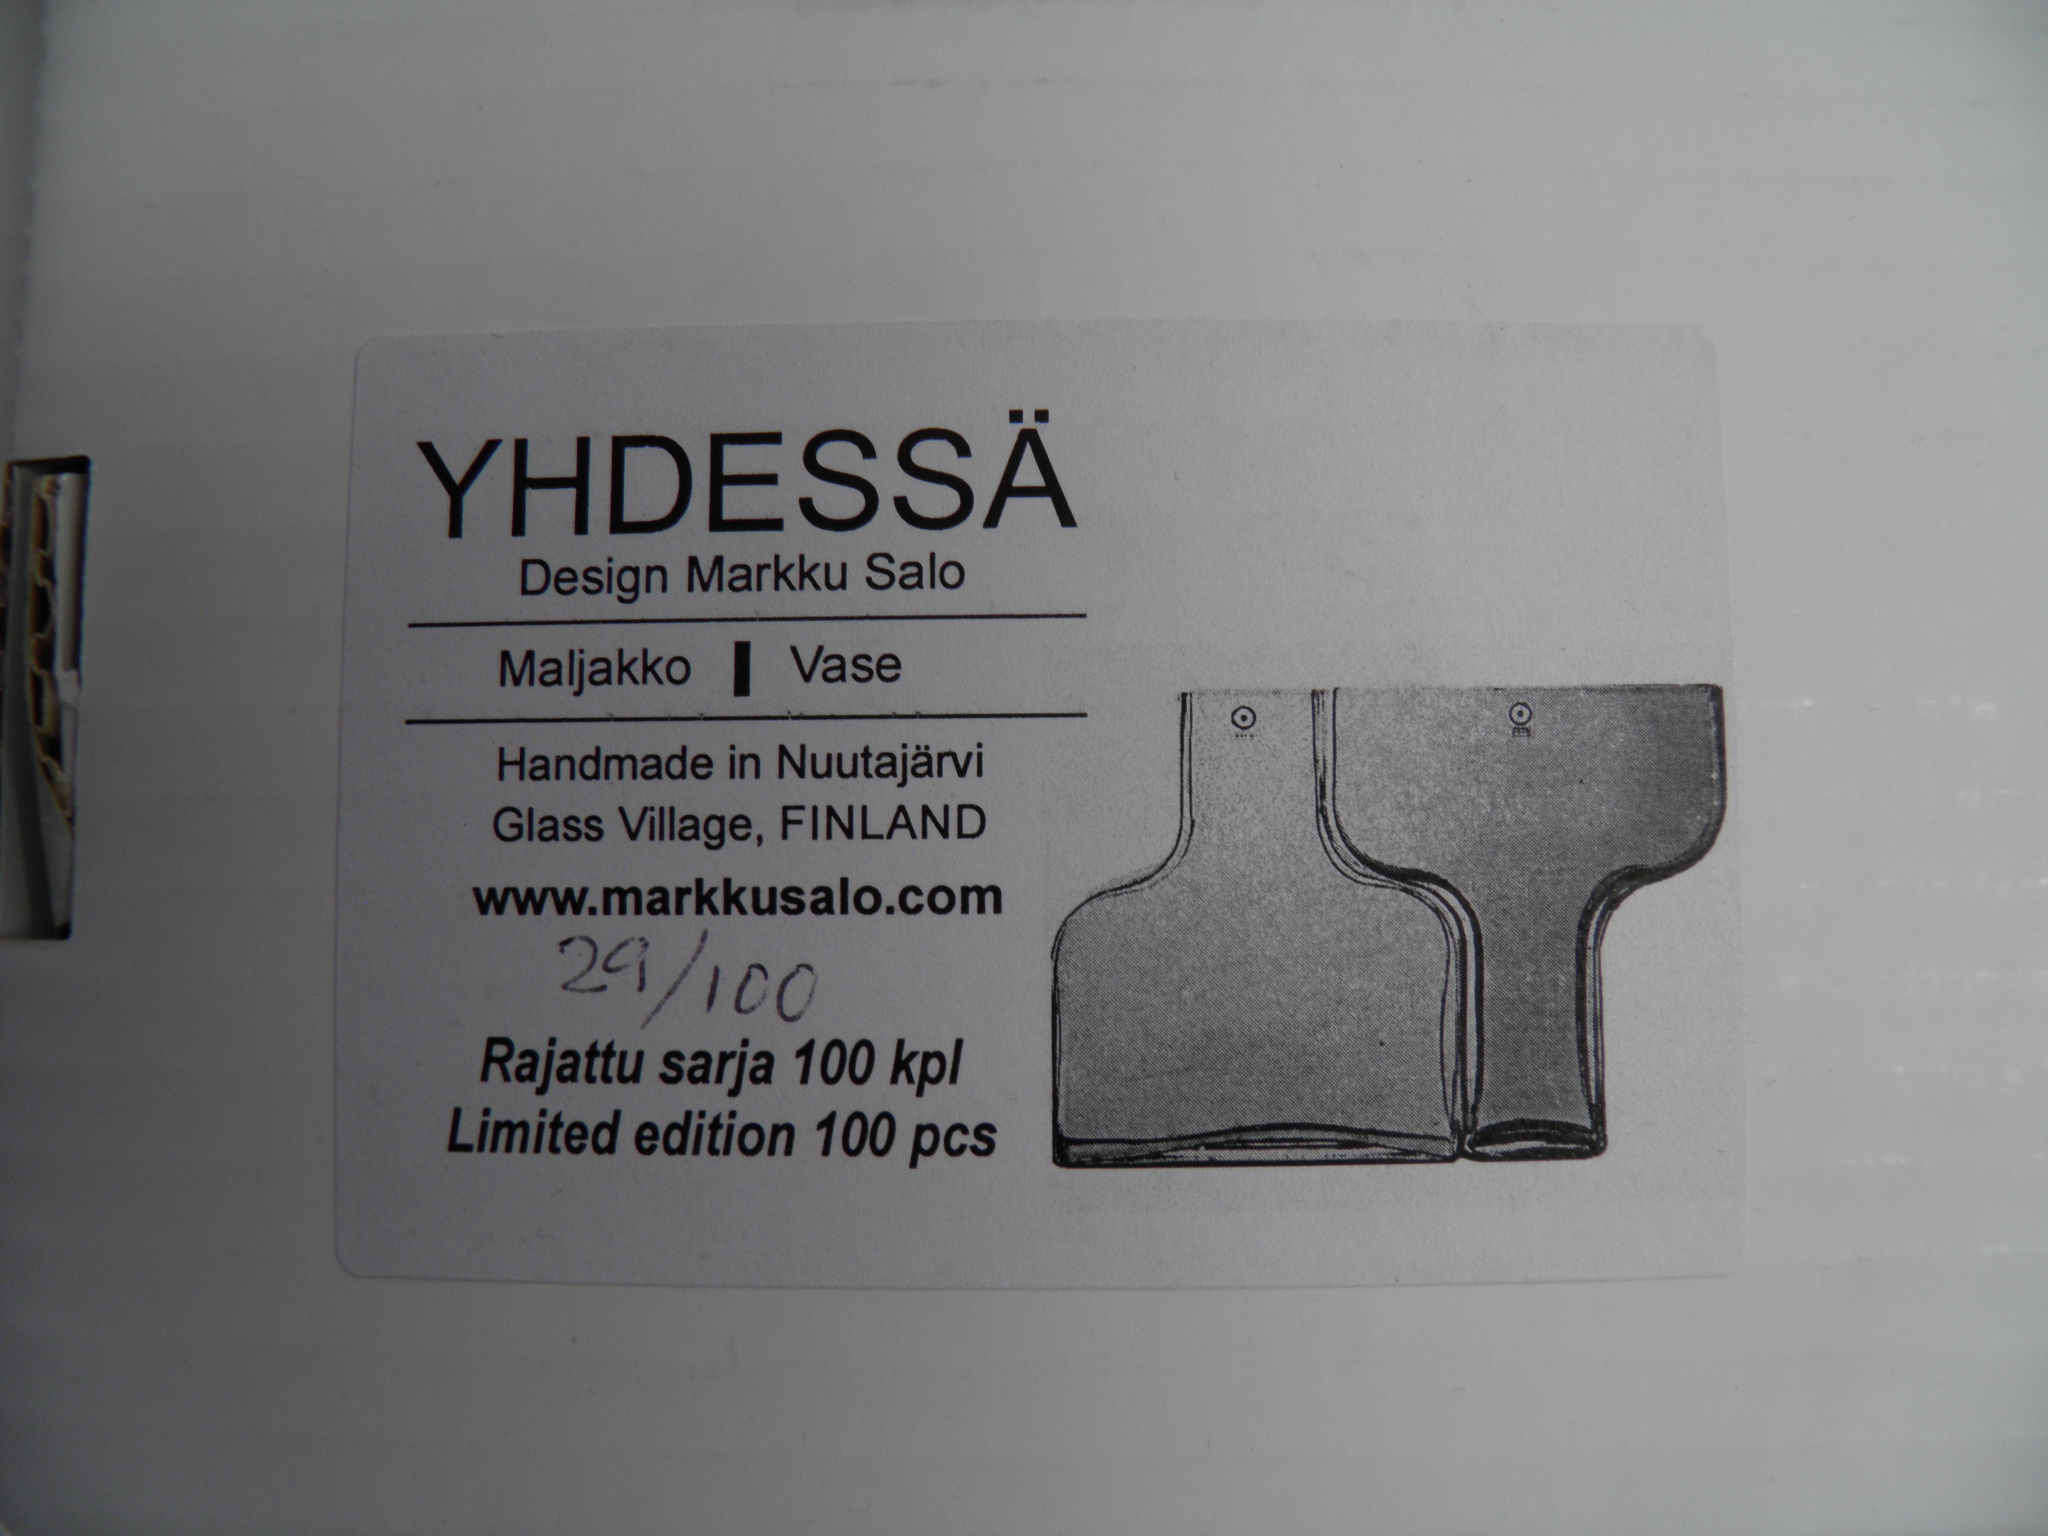 YHDESSÄ
Design Markku Salo
Maljakko Vase
Handmade in Nuutajärvi
Glass Village, FINLAND
www.markkusalo.com
29/100
Rajattu sarja 100 kpl
Limited edition 100 pcs